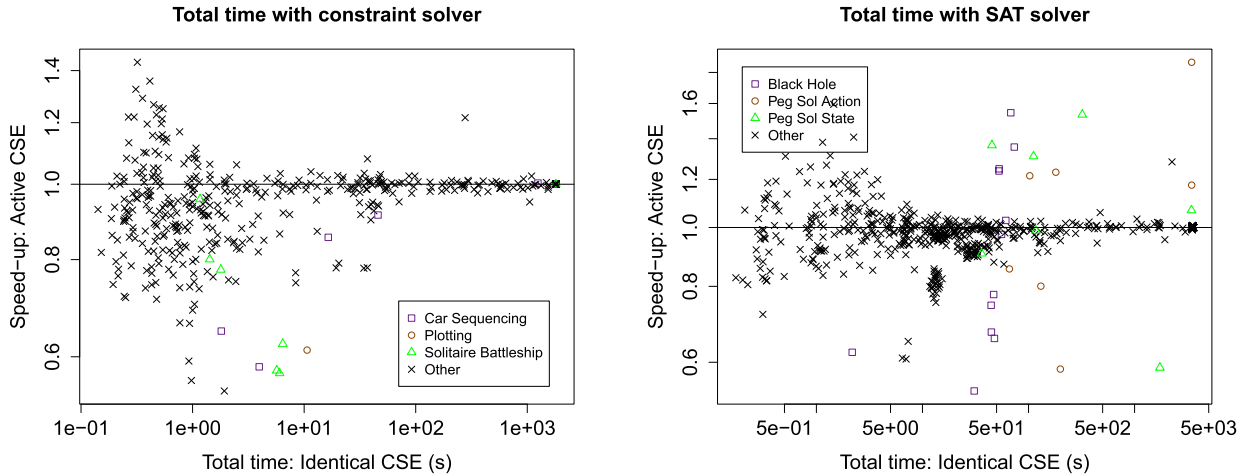 Total time with constraint solver
Speed−up: Active CSE
1.4
1.2
1.0
0.8
0.6
Car Sequencing
Plotting
Solitaire Battleship
Other
1e−01 1e+00 1e+01 1e+02 1e+03
Total time: Identical CSE (s)
Total time with SAT solver
Speed−up: Active CSE
1.6
1.2
1.0
0.8
0.6
Black Hole
Peg Sol Action
Peg Sol State
Other
5e−01 5e+00 5e+01 5e+02 5e+03
Total time: Identical CSE (s)